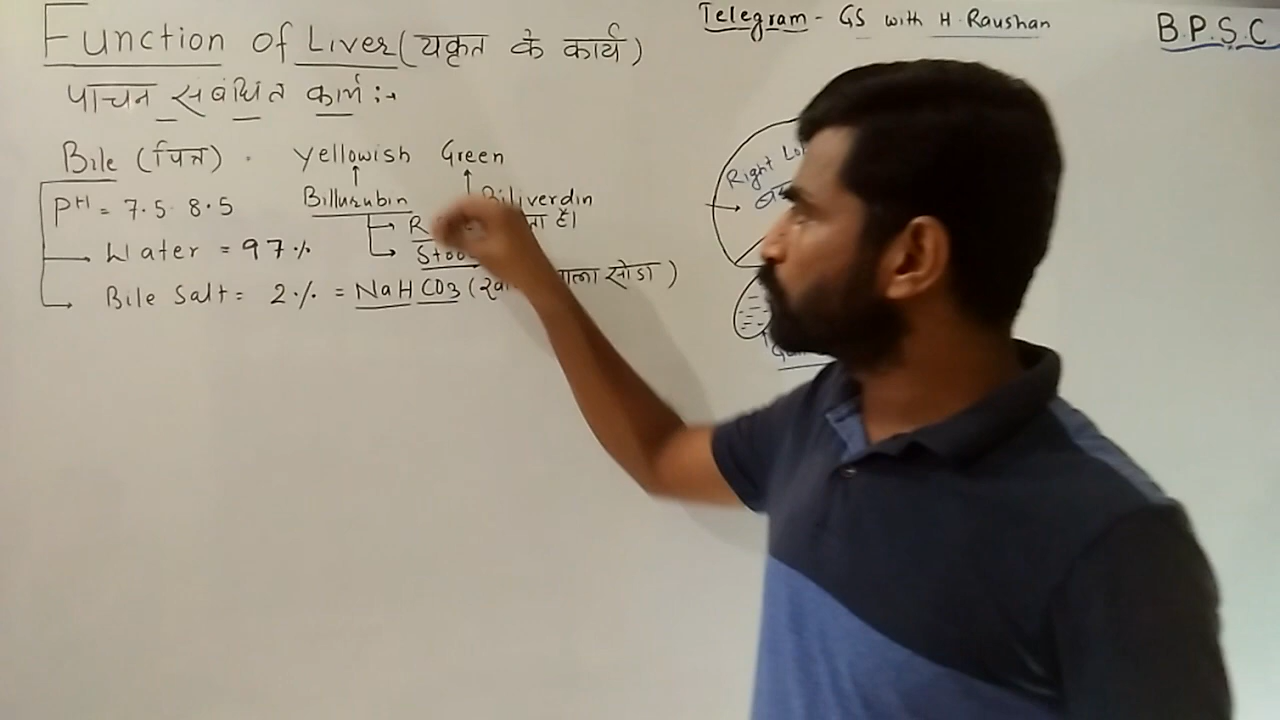 Function of Liver (यकृत के कार्य)
Telegram - GS with H. Raushan
B.P.S.C
पाचन संबंधित कार्य :→
Bile (पित्त) . Yellowish Green
PH = 7.5 8.5
Billurubin Biliverdin
है।
Water = 97%
Bile Salt = 2% = NaHCO3 ( वाला सोडा )
Right